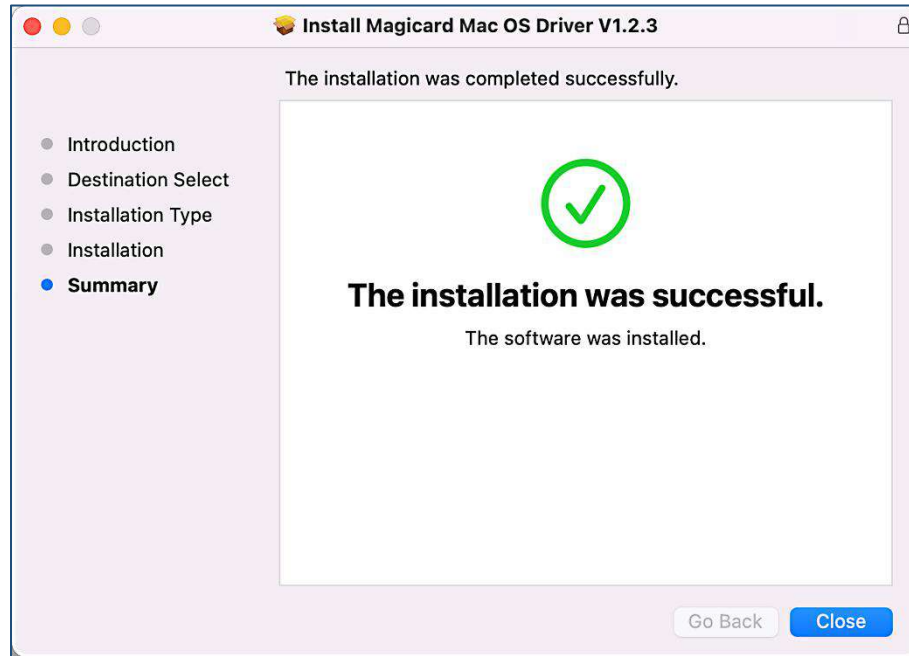 Install Magicard Mac OS Driver V1.2.3
The installation was completed successfully.
Introduction
Destination Select
Installation Type
Installation
Summary
The installation was successful.
The software was installed.
Go Back
Close